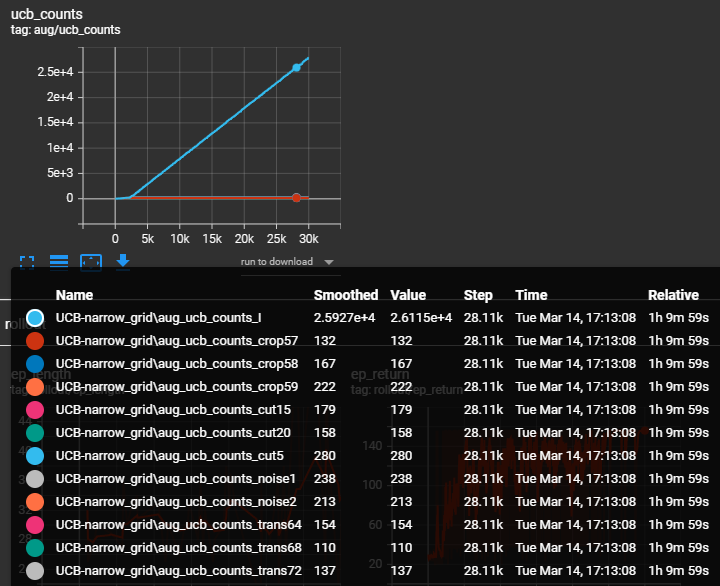 ucb_counts
tag: aug/ucb_counts
2.5e+4
2e+4
1.5e+4
1e+4
5e+3
0
0 5k 10k 15k 20k 25k 30k
run to download
Name Smoothed Value Step Time Relative
UCB-narrow_grid\aug_ucb_counts_I 2.5927e+4 2.6115e+4 28.11k Tue Mar 14, 17:13:08 1h 9m 59s
UCB-narrow_grid\aug_ucb_counts_crop57 132 132 28.11k Tue Mar 14, 17:13:08 1h 9m 59s
UCB-narrow_grid\aug_ucb_counts_crop58 167 167 28.11k Tue Mar 14, 17:13:08 1h 9m 59s
ep_length ep_return
UCB-narrow_grid\aug_ucb_counts_crop59 222 222 28.11k Tue Mar 14, 17:13:08 1h 9m 59s
tag: rollout/ep_length tag: rollout/ep_return
UCB-narrow_grid\aug_ucb_counts_cut15 179 179 28.11k Tue Mar 14, 17:13:08 1h 9m 59s
UCB-narrow_grid\aug_ucb_counts_cut20 158 158 28.11k Tue Mar 14, 17:13:08 1h 9m 59s
140
UCB-narrow_grid\aug_ucb_counts_cut5 280 280 28.11k Tue Mar 14, 17:13:08 1h 9m 59s
UCB-narrow_grid\aug_ucb_counts_noise1 238 238 28.11k Tue Mar 14, 17:13:08 1h 9m 59s
100
UCB-narrow_grid\aug_ucb_counts_noise2 213 213 28.11k Tue Mar 14, 17:13:08 1h 9m 59s
UCB-narrow_grid\aug_ucb_counts_trans64 154 154 28.11k Tue Mar 14, 17:13:08 1h 9m 59s
60
UCB-narrow_grid\aug_ucb_counts_trans68 110 110 28.11k Tue Mar 14, 17:13:08 1h 9m 59s
20
UCB-narrow_grid\aug_ucb_counts_trans72 137 137 28.11k Tue Mar 14, 17:13:08 1h 9m 59s